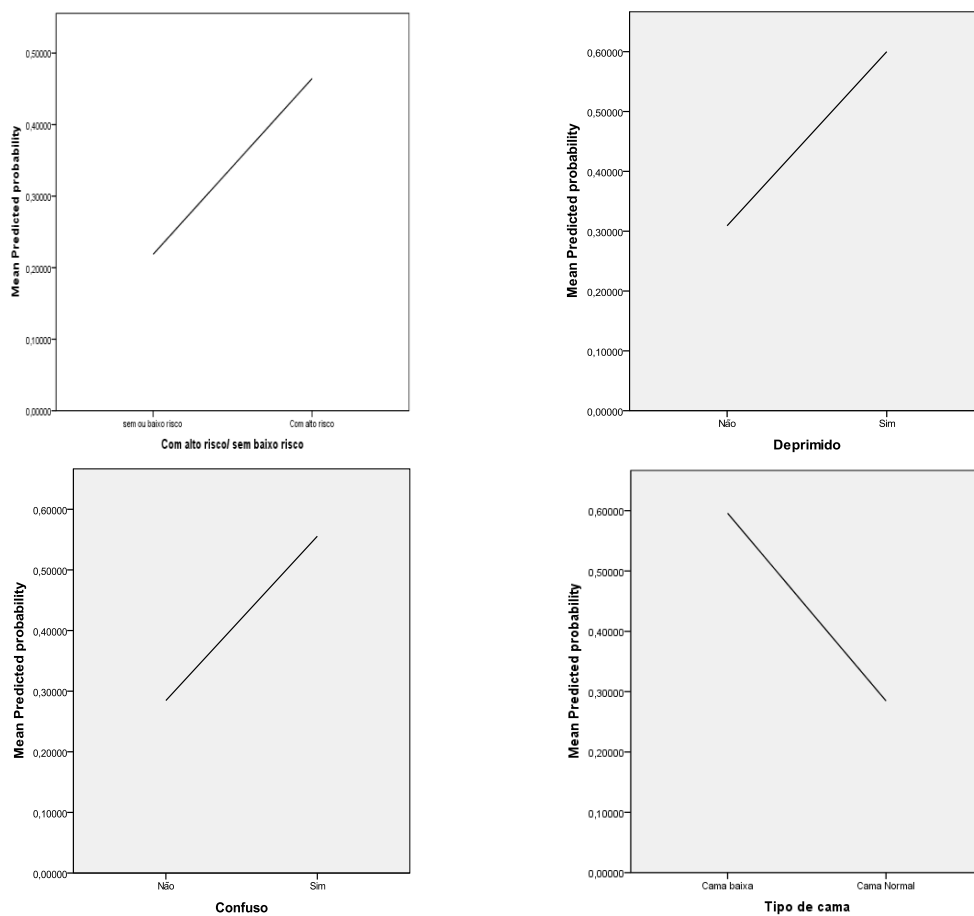 Mean Predicted probability
0,50000
0,40000
0,30000
0,20000
0,10000
0,00000
sem ou baixo risco
Com alto risco
Com alto risco/ sem baixo risco
Mean Predicted probability
0,60000
0,50000
0,40000
0,30000
0,20000
0,10000
0,00000
Não
Sim
Deprimido
Mean Predicted probability
0,60000
0,50000
0,40000
0,30000
0,20000
0,10000
0,00000
Não
Sim
Confuso
Mean Predicted probability
0,60000
0,50000
0,40000
0,30000
0,20000
0,10000
0,00000
Cama baixa
Cama Normal
Tipo de cama